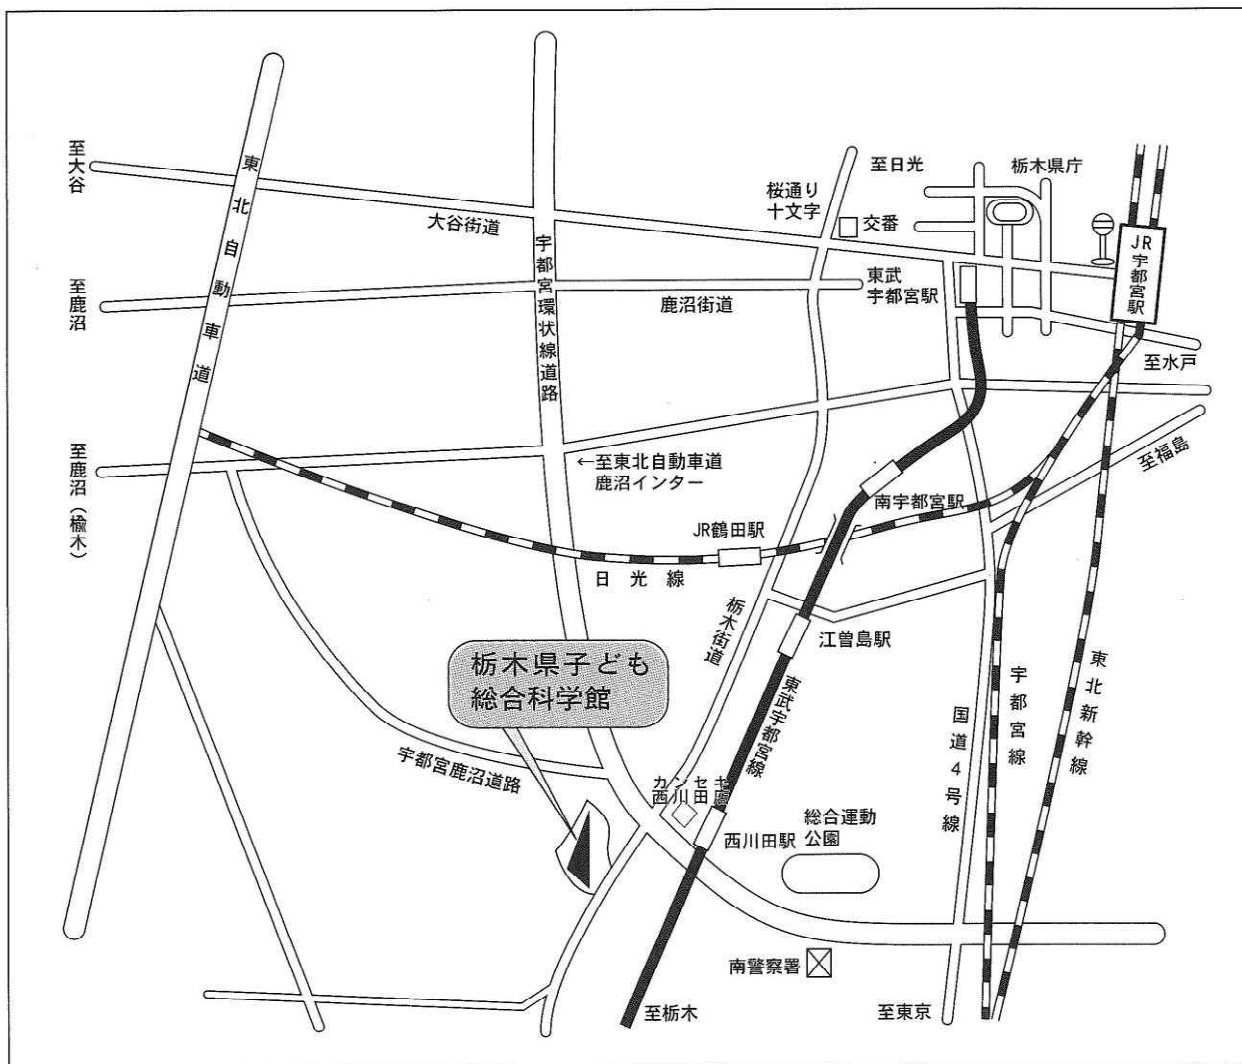 至大谷
東北自動車道
大谷街道
宇都宮環状線道路
桜通り
十文字
至日光
交番
栃木県庁
JR
宇都宮駅
東武
宇都宮駅
至鹿沼
鹿沼街道
至水戸
至鹿沼(楡木)
←至東北自動車道
鹿沼インター
至福島
南宇都宮駅
JR鶴田駅
日光線
栃木街道
江曽島駅
栃木県子ども
総合科学館
東武宇都宮線
国道4号線
宇都宮線
東北新幹線
宇都宮鹿沼道路
カンセキ
西川田店
西川田駅
総合運動
公園
南警察署
至栃木
至東京